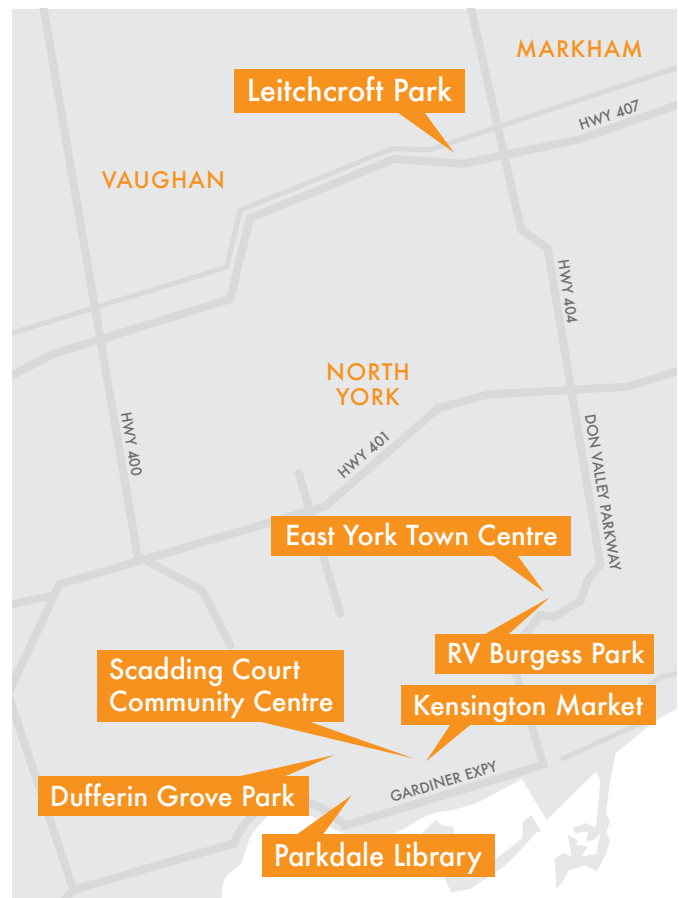 MARKHAM
Leitchcroft Park
HWY 407
VAUGHAN
HWY 404
NORTH
YORK
HWY 400
HWY 401
DON VALLEY PARKWAY
East York Town Centre
RV Burgess Park
Scadding Court
Community Centre
Kensington Market
Dufferin Grove Park
GARDINER EXPY
Parkdale Library